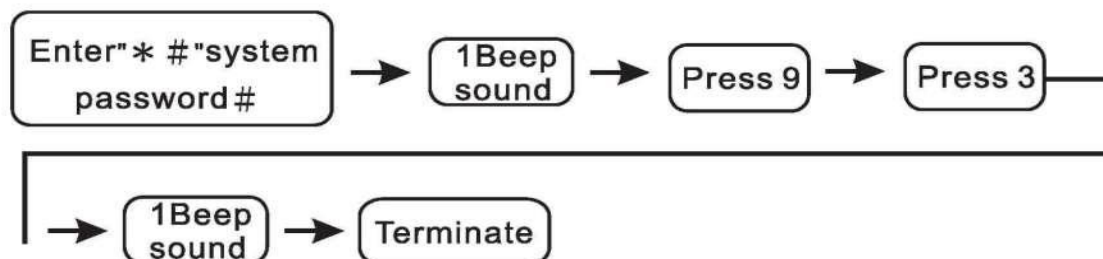 Enter"* #"system
password#
1Beep
sound
Press 9
Press 3
1Beep
sound
Terminate